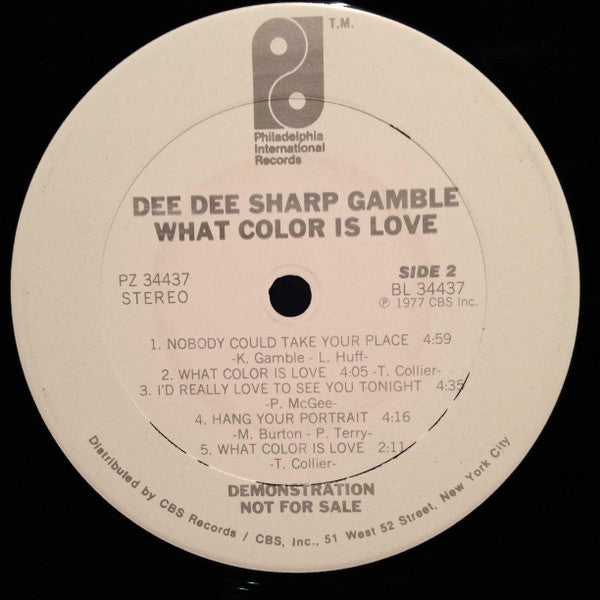 T.M.
Philadelphia
International
Records
DEE DEE SHARP GAMBLE
WHAT COLOR IS LOVE
PZ 34437
STEREO
SIDE 2
BL 34437
℗ 1977 CBS Inc.
1. NOBODY COULD TAKE YOUR PLACE 4:59
-K. Gamble - L. Huff-
2. WHAT COLOR IS LOVE 4:05 -T. Collier-
3. I'D REALLY LOVE TO SEE YOU TONIGHT 4:35
-P. McGee-
4. HANG YOUR PORTRAIT 4:16
-M. Burton - P. Terry-
5. WHAT COLOR IS LOVE 2:11
-T. Collier-
DEMONSTRATION
NOT FOR SALE
Distributed by CBS Records / CBS, Inc., 51 West 52 Street, New York City